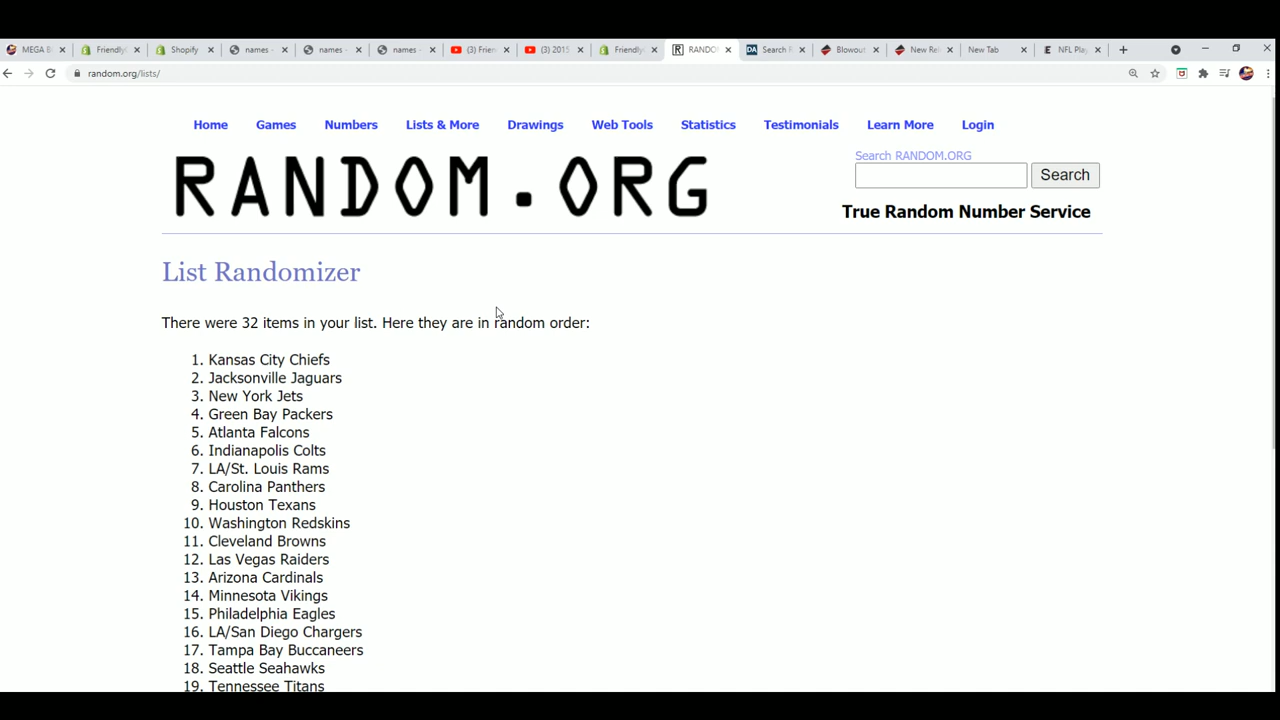 MEGA B
Friendly
Shopify
names -
names -
names -
(3) Frien
(3) 2015
Friendly
RANDO
Search F
Blowout
New Rel
New Tab
NFL Play
random.org/lists/
Home Games Numbers Lists & More Drawings Web Tools Statistics Testimonials Learn More Login
RANDOM.ORG
Search RANDOM.ORG
Search
True Random Number Service
List Randomizer
There were 32 items in your list. Here they are in random order:
1. Kansas City Chiefs
2. Jacksonville Jaguars
3. New York Jets
4. Green Bay Packers
5. Atlanta Falcons
6. Indianapolis Colts
7. LA/St. Louis Rams
8. Carolina Panthers
9. Houston Texans
10. Washington Redskins
11. Cleveland Browns
12. Las Vegas Raiders
13. Arizona Cardinals
14. Minnesota Vikings
15. Philadelphia Eagles
16. LA/San Diego Chargers
17. Tampa Bay Buccaneers
18. Seattle Seahawks
19. Tennessee Titans